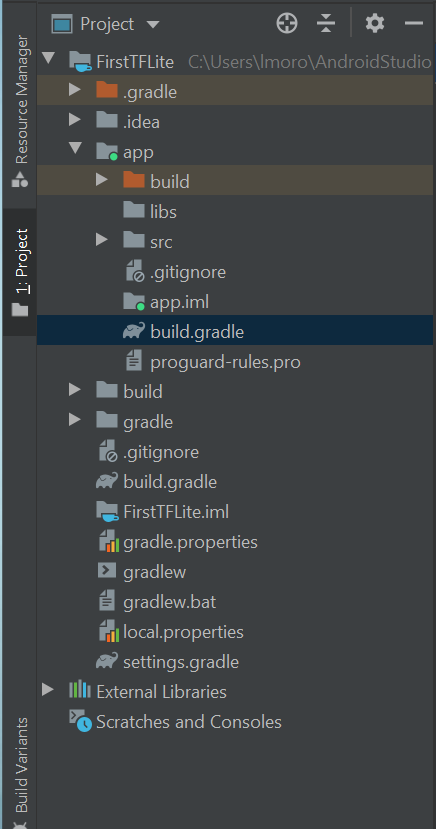 Project
FirstTFLite C:\Users\lmoro\AndroidStudio
.gradle
.idea
app
build
libs
src
.gitignore
app.iml
build.gradle
proguard-rules.pro
build
gradle
.gitignore
build.gradle
FirstTFLite.iml
gradle.properties
gradlew
gradlew.bat
local.properties
settings.gradle
External Libraries
Scratches and Consoles
Resource Manager
1: Project
Build Variants